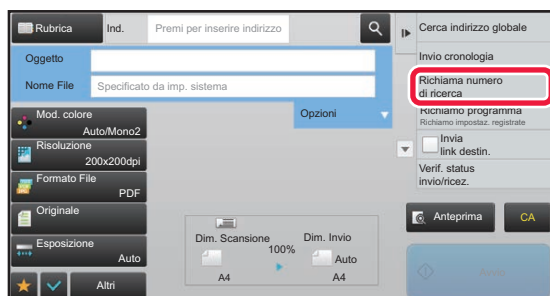 Rubrica
Ind.
Premi per inserire indirizzo
Cerca indirizzo globale
Oggetto
Invio cronologia
Nome File
Specificato da imp. sistema
Richiama numero
di ricerca
Opzioni
Richiamo programma
Richiamo impostaz. registrate
Mod. colore
Auto/Mono2
Invia
link destin.
Risoluzione
200x200dpi
Verif. status
invio/ricez.
Formato File
PDF
Originale
Anteprima
CA
Esposizione
Auto
Dim. Scansione
100%
Dim. Invio
Auto
A4
A4
Altri
Avvio